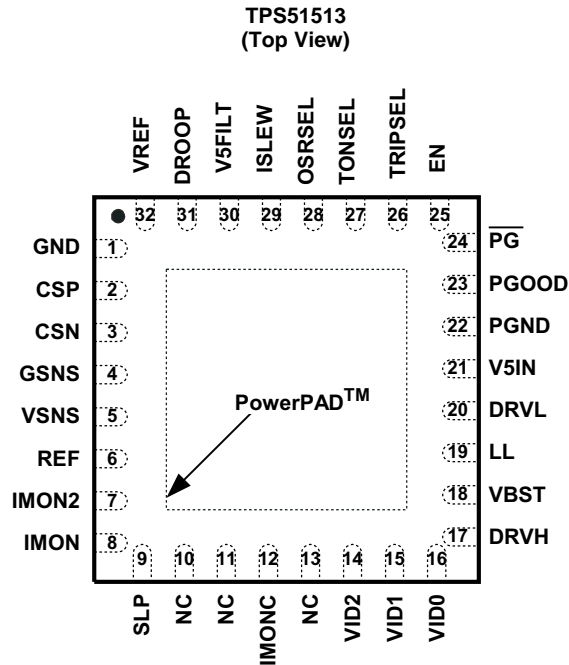 TPS51513
(Top View)
VREF
DROOP
V5FILT
ISLEW
OSRSEL
TONSEL
TRIPSEL
EN
32
31
30
29
28
27
26
25
GND 1
CSP 2
CSN 3
GSNS 4
VSNS 5
REF 6
IMON2 7
IMON 8
24 P̅G̅
23 PGOOD
22 PGND
21 V5IN
20 DRVL
19 LL
18 VBST
17 DRVH
PowerPAD™
9
10
11
12
13
14
15
16
SLP
NC
NC
IMONC
NC
VID2
VID1
VID0